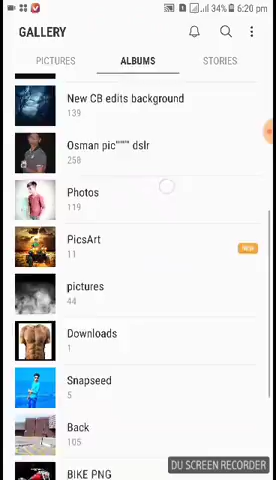 34% 6:20 pm
GALLERY
PICTURES ALBUMS STORIES
New CB edits background
139
Osman pic''''''' dslr
258
Photos
119
PicsArt
11
NEW
pictures
44
Downloads
1
Snapseed
5
Back
105
BIKE PNG
DU SCREEN RECORDER